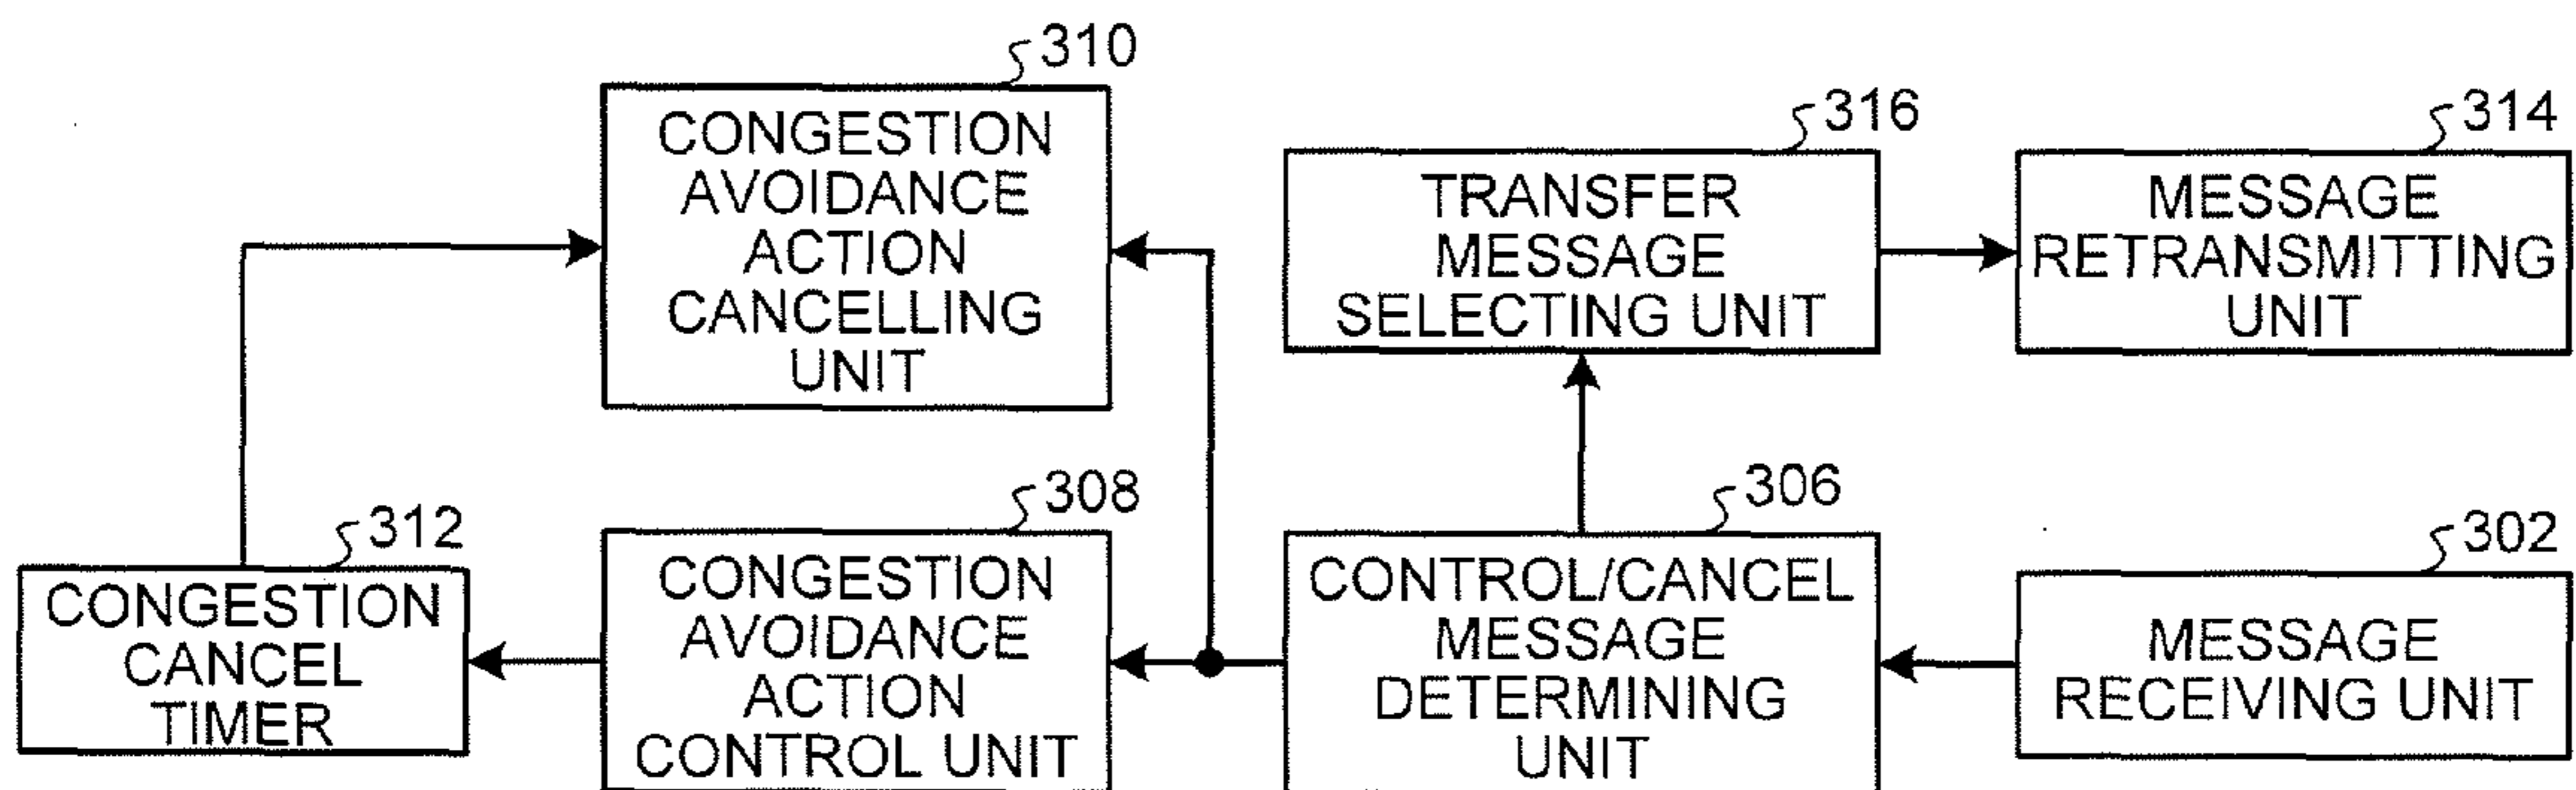 310
CONGESTION
AVOIDANCE
ACTION
CANCELLING
UNIT
316
TRANSFER
MESSAGE
SELECTING UNIT
314
MESSAGE
RETRANSMITTING
UNIT
312
CONGESTION
CANCEL
TIMER
308
CONGESTION
AVOIDANCE
ACTION
CONTROL UNIT
306
CONTROL/CANCEL
MESSAGE
DETERMINING
UNIT
302
MESSAGE
RECEIVING UNIT